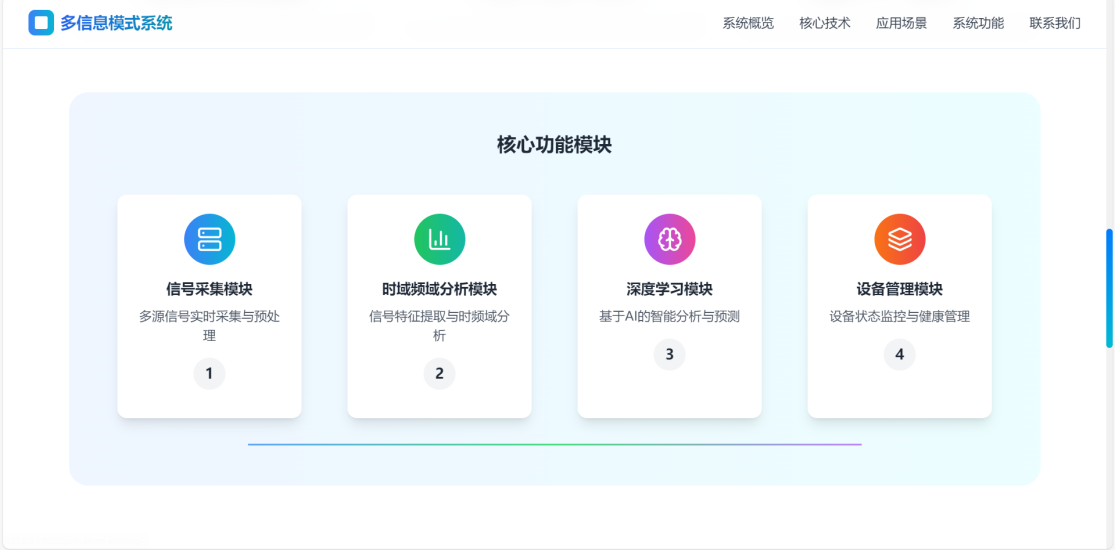 多信息模式系统
系统概览 核心技术 应用场景 系统功能 联系我们
核心功能模块
信号采集模块
多源信号实时采集与预处
理
1
时域频域分析模块
信号特征提取与时频域分
析
2
深度学习模块
基于AI的智能分析与预测
3
设备管理模块
设备状态监控与健康管理
4